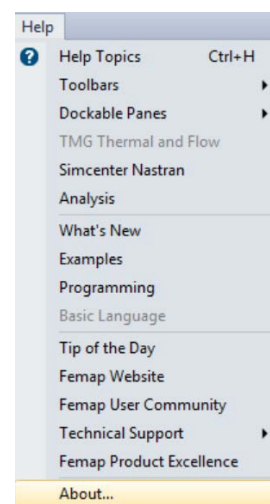 Help
Help Topics Ctrl+H
Toolbars
Dockable Panes
TMG Thermal and Flow
Simcenter Nastran
Analysis
What's New
Examples
Programming
Basic Language
Tip of the Day
Femap Website
Femap User Community
Technical Support
Femap Product Excellence
About...